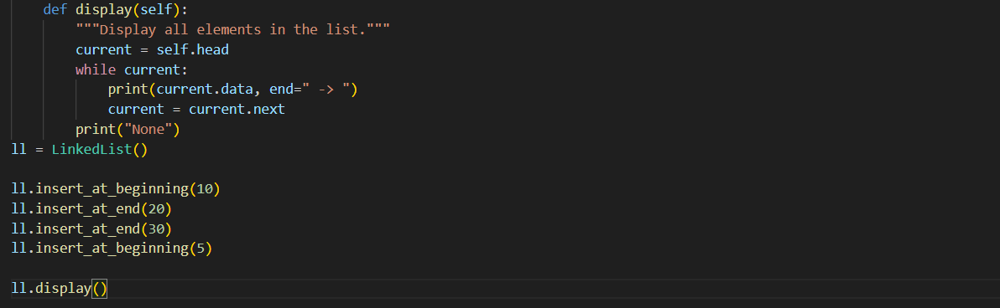 def display(self):
"""Display all elements in the list."""
current = self.head
while current:
print(current.data, end=" -> ")
current = current.next
print("None")
ll = LinkedList()
ll.insert_at_beginning(10)
ll.insert_at_end(20)
ll.insert_at_end(30)
ll.insert_at_beginning(5)
ll.display()